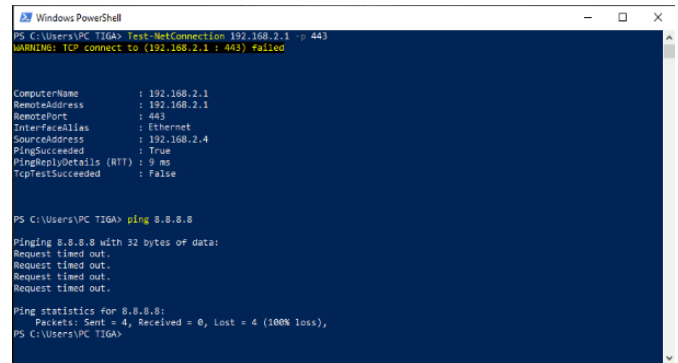 Windows PowerShell
PS C:\Users\PC TIGA> Test-NetConnection 192.168.2.1 -p 443
WARNING: TCP connect to (192.168.2.1 : 443) failed
ComputerName : 192.168.2.1
RemoteAddress : 192.168.2.1
RemotePort : 443
InterfaceAlias : Ethernet
SourceAddress : 192.168.2.4
PingSucceeded : True
PingReplyDetails (RTT) : 9 ms
TcpTestSucceeded : False
PS C:\Users\PC TIGA> ping 8.8.8.8
Pinging 8.8.8.8 with 32 bytes of data:
Request timed out.
Request timed out.
Request timed out.
Request timed out.
Ping statistics for 8.8.8.8:
Packets: Sent = 4, Received = 0, Lost = 4 (100% loss),
PS C:\Users\PC TIGA>